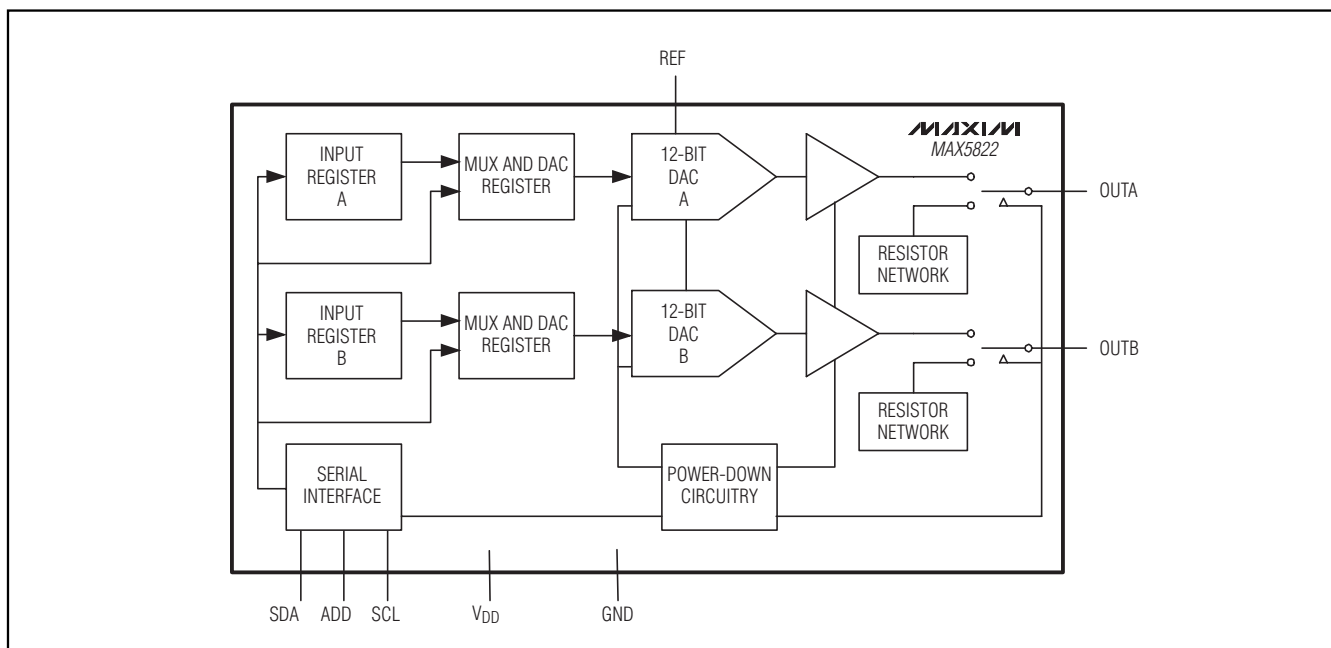 REF
MAXIM
MAX5822
INPUT
REGISTER
A
MUX AND DAC
REGISTER
12-BIT
DAC
A
OUTA
RESISTOR
NETWORK
INPUT
REGISTER
B
MUX AND DAC
REGISTER
12-BIT
DAC
B
OUTB
RESISTOR
NETWORK
SERIAL
INTERFACE
POWER-DOWN
CIRCUITRY
SDA
ADD
SCL
VDD
GND